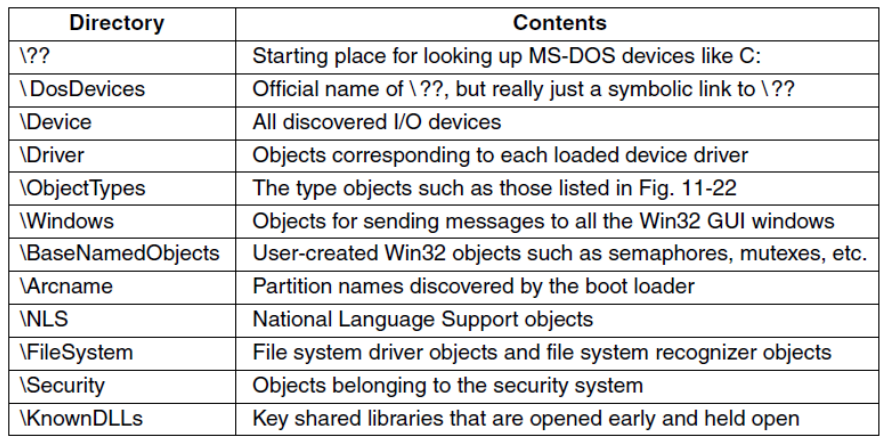 Directory Contents
\?? Starting place for looking up MS-DOS devices like C:
\DosDevices Official name of \??, but really just a symbolic link to \??
\Device All discovered I/O devices
\Driver Objects corresponding to each loaded device driver
\ObjectTypes The type objects such as those listed in Fig. 11-22
\Windows Objects for sending messages to all the Win32 GUI windows
\BaseNamedObjects User-created Win32 objects such as semaphores, mutexes, etc.
\Arcname Partition names discovered by the boot loader
\NLS National Language Support objects
\FileSystem File system driver objects and file system recognizer objects
\Security Objects belonging to the security system
\KnownDLLs Key shared libraries that are opened early and held open